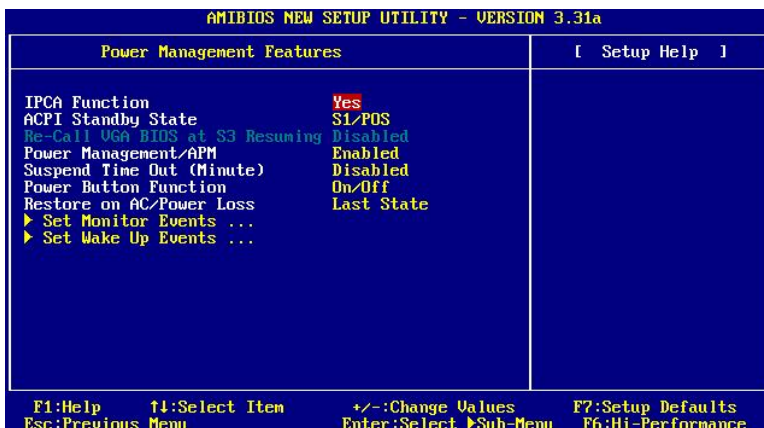 AMIBIOS NEW SETUP UTILITY - VERSION 3.31a
Power Management Features
[ Setup Help ]
IPCA Function Yes
ACPI Standby State S1/POS
Re-Call VGA BIOS at S3 Resuming Disabled
Power Management/APM Enabled
Suspend Time Out (Minute) Disabled
Power Button Function On/Off
Restore on AC/Power Loss Last State
▶ Set Monitor Events ...
▶ Set Wake Up Events ...
F1:Help ↑↓:Select Item +/-:Change Values F7:Setup Defaults
Esc:Previous Menu Enter:Select ▶Sub-Menu F6:Hi-Performance